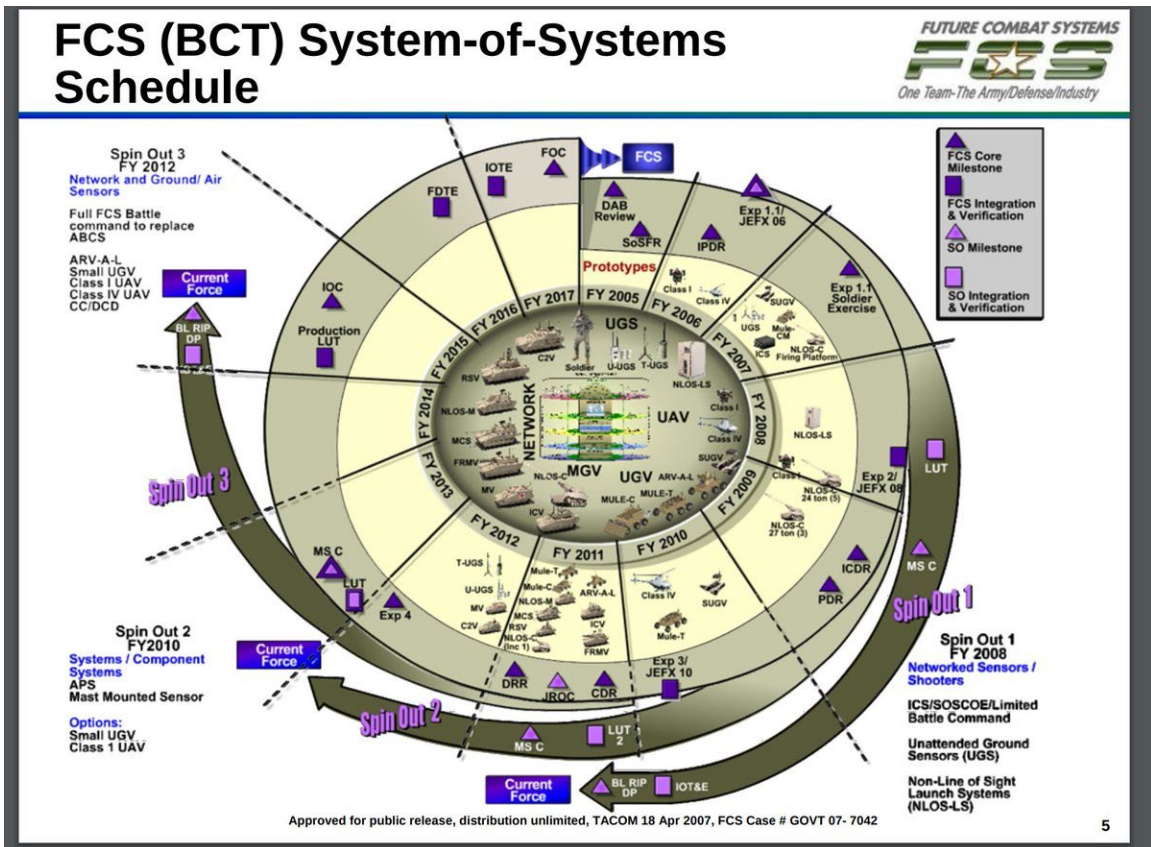 FCS (BCT) System-of-Systems
Schedule
FUTURE COMBAT SYSTEMS
FCS
One Team-The Army/Defense/Industry
FCS Core
Milestone
FCS Integration
& Verification
SO Milestone
SO Integration
& Verification
Spin Out 3
FY 2012
Network and Ground/ Air
Sensors
Full FCS Battle
command to replace
ABCS
ARV-A-L
Small UGV
Class I UAV
Class IV UAV
CC/DCD
Current
Force
BL RIP
DP
Spin Out 3
FOC
IOTE
FDTE
IOC
Production
LUT
FCS
DAB
Review
SoSFR
IPDR
Exp 1.1/
JEFX 06
Exp 1.1
Soldier
Exercise
Prototypes
Class I
Class IV
SUGV
UGS
Mule-
CM
ICS
NLOS-C
Firing Platform
FY 2005
FY 2006
FY 2007
FY 2008
FY 2009
FY 2010
FY 2011
FY 2012
FY 2013
FY 2014
FY 2015
FY 2016
FY 2017
UGS
C2V
Soldier
U-UGS
T-UGS
NLOS-LS
RSV
NLOS-M
MCS
FRMV
MV
NETWORK
UAV
Class I
Class IV
SUGV
MGV
UGV
ARV-A-L
NLOS-C
ICV
MULE-C
MULE-T
NLOS-LS
Class I
NLOS-C
24 ton (5)
NLOS-C
27 ton (3)
Exp 2/
JEFX 08
LUT
MS C
ICDR
PDR
Spin Out 1
Class IV
SUGV
Mule-T
Mule-T
Mule-C
NLOS-M
MCS
RSV
NLOS-C
(Inc 1)
ARV-A-L
ICV
FRMV
T-UGS
U-UGS
MV
C2V
MS C
LUT
Exp 4
DRR
JROC
CDR
Exp 3/
JEFX 10
Spin Out 2
FY2010
Systems / Component
Systems
APS
Mast Mounted Sensor
Options:
Small UGV
Class 1 UAV
Current
Force
Spin Out 2
MS C
LUT
2
Current
Force
BL RIP
DP
IOT&E
Spin Out 1
FY 2008
Networked Sensors /
Shooters
ICS/SOSCOE/Limited
Battle Command
Unattended Ground
Sensors (UGS)
Non-Line of Sight
Launch Systems
(NLOS-LS)
Approved for public release, distribution unlimited, TACOM 18 Apr 2007, FCS Case # GOVT 07- 7042
5